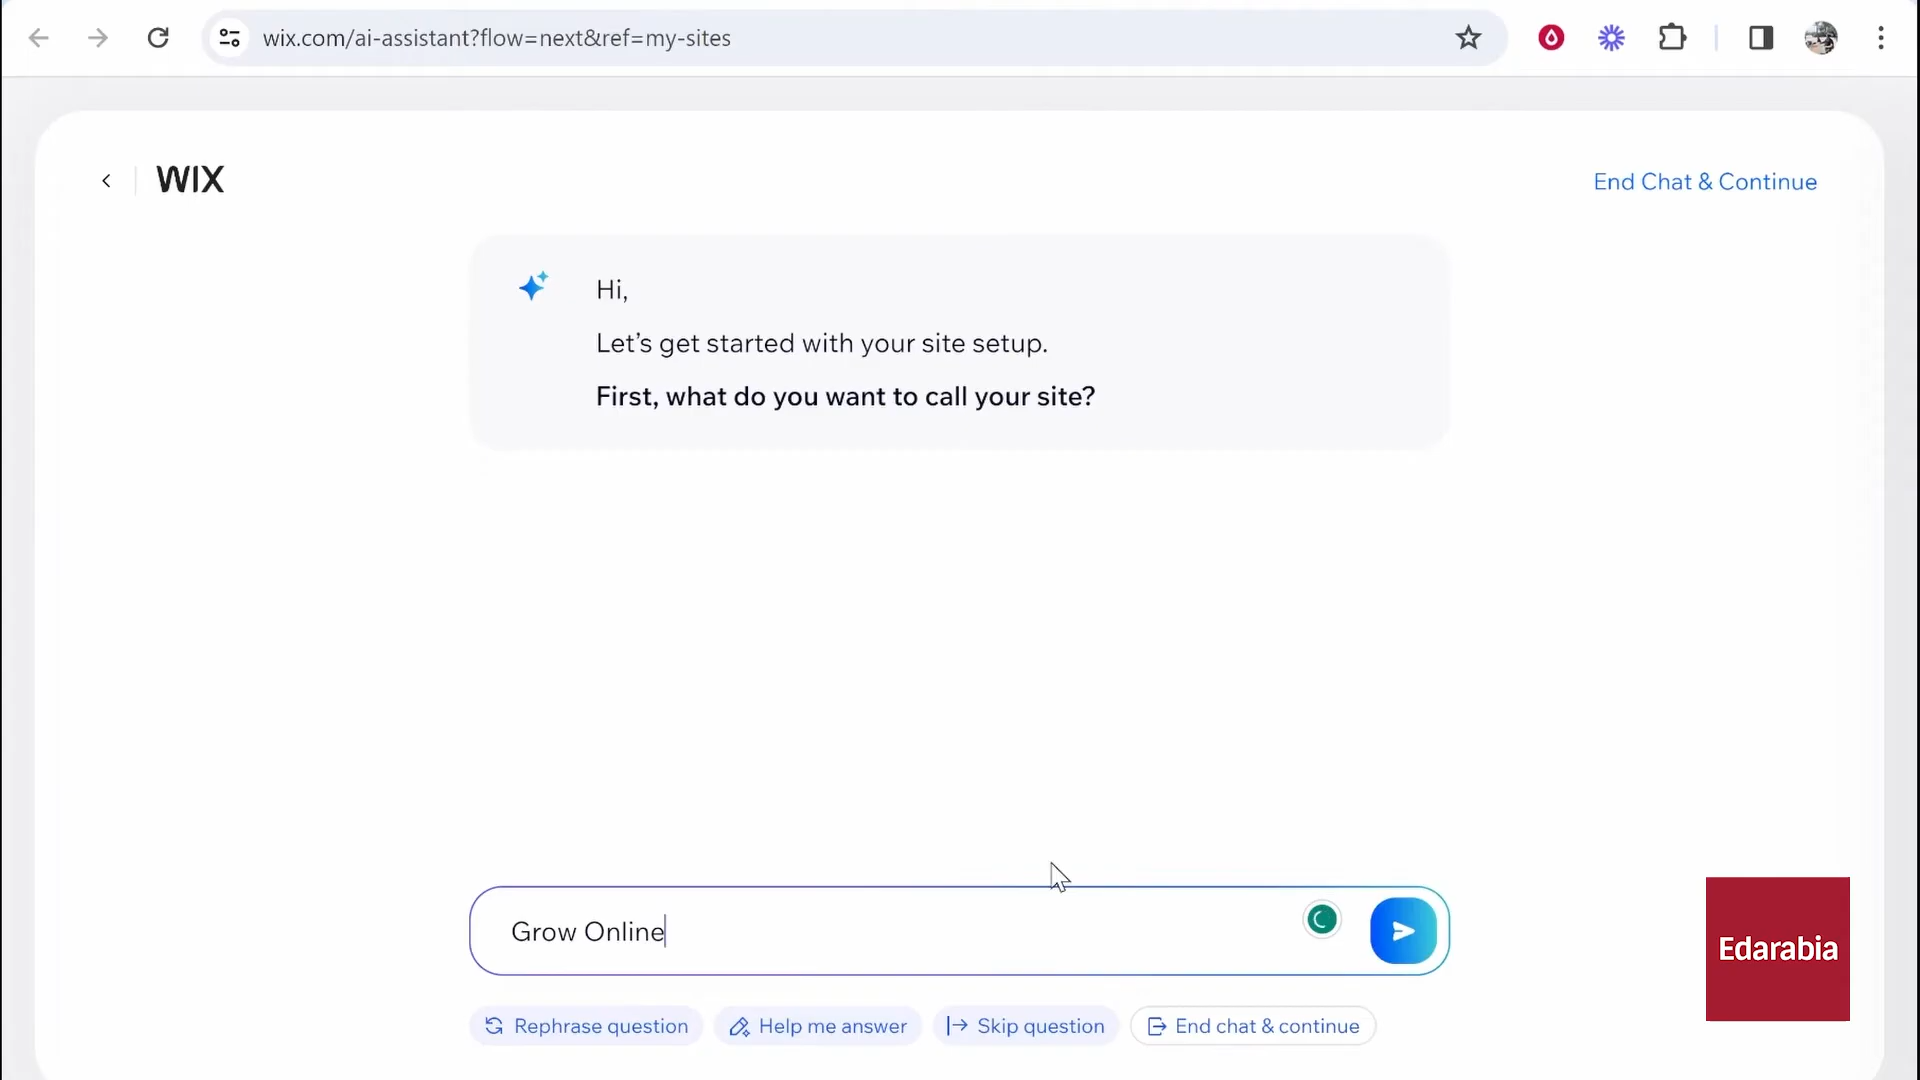 wix.com/ai-assistant?flow=next&ref=my-sites
WIX
End Chat & Continue
Hi,
Let’s get started with your site setup.
First, what do you want to call your site?
Grow Online
Edarabia
Rephrase question
Help me answer
Skip question
End chat & continue